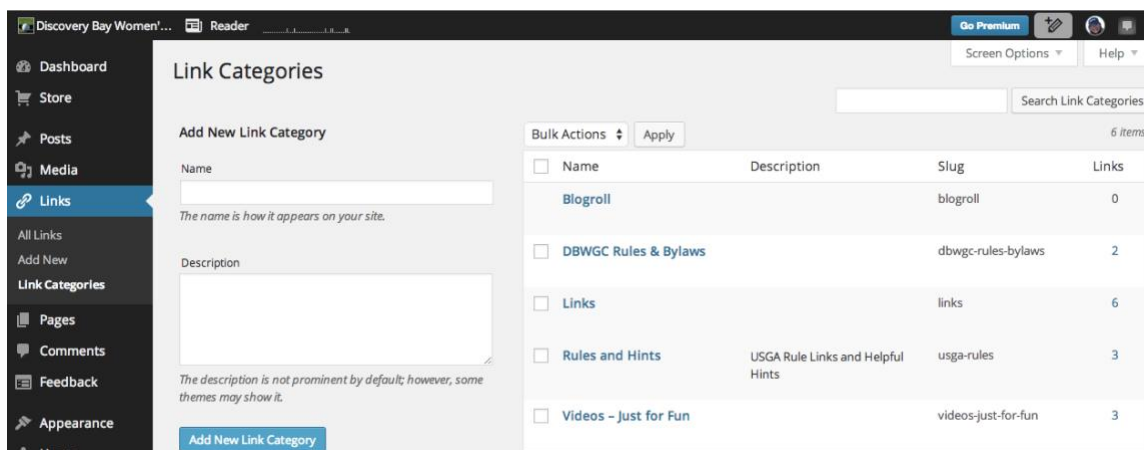 Discovery Bay Women'... Reader
Go Premium
Screen Options Help
Dashboard
Store
Posts
Media
Links
All Links
Add New
Link Categories
Pages
Comments
Feedback
Appearance
Link Categories
Add New Link Category
Name
The name is how it appears on your site.
Description
The description is not prominent by default; however, some
themes may show it.
Add New Link Category
Search Link Categories
Bulk Actions Apply
6 items
Name Description Slug Links
Blogroll blogroll 0
DBWGC Rules & Bylaws dbwgc-rules-bylaws 2
Links links 6
Rules and Hints USGA Rule Links and Helpful usga-rules 3
Hints
Videos – Just for Fun videos-just-for-fun 3